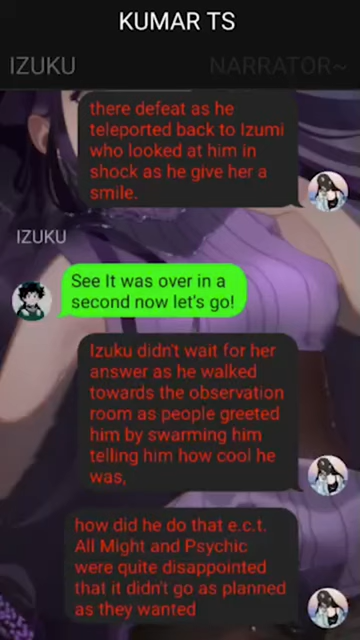 KUMAR TS
IZUKU
NARRATOR~
there defeat as he
teleported back to Izumi
who looked at him in
shock as he give her a
smile.
IZUKU
See It was over in a
second now let's go!
Izuku didn't wait for her
answer as he walked
towards the observation
room as people greeted
him by swarming him
telling him how cool he
was,
how did he do that e.c.t.
All Might and Psychic
were quite disappointed
that it didn't go as planned
as they wanted